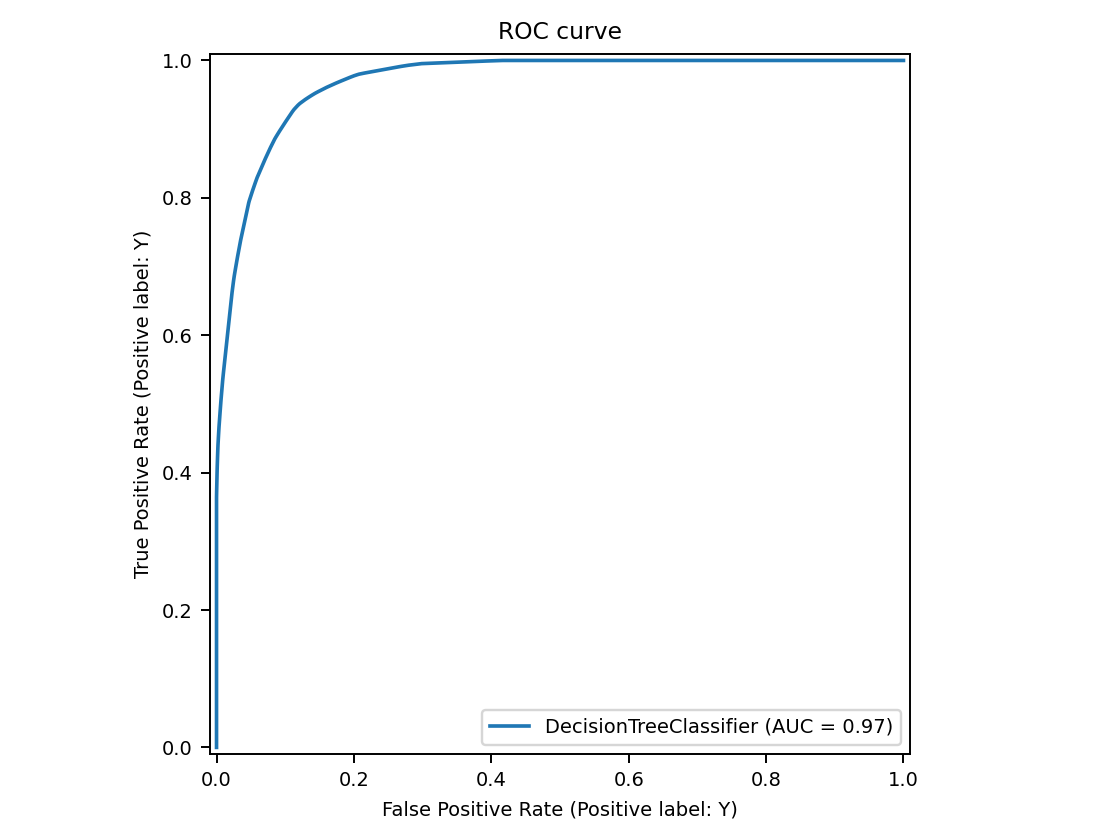 ROC curve
1.0
0.8
0.6
0.4
0.2
0.0
True Positive Rate (Positive label: Y)
DecisionTreeClassifier (AUC = 0.97)
0.0 0.2 0.4 0.6 0.8 1.0
False Positive Rate (Positive label: Y)